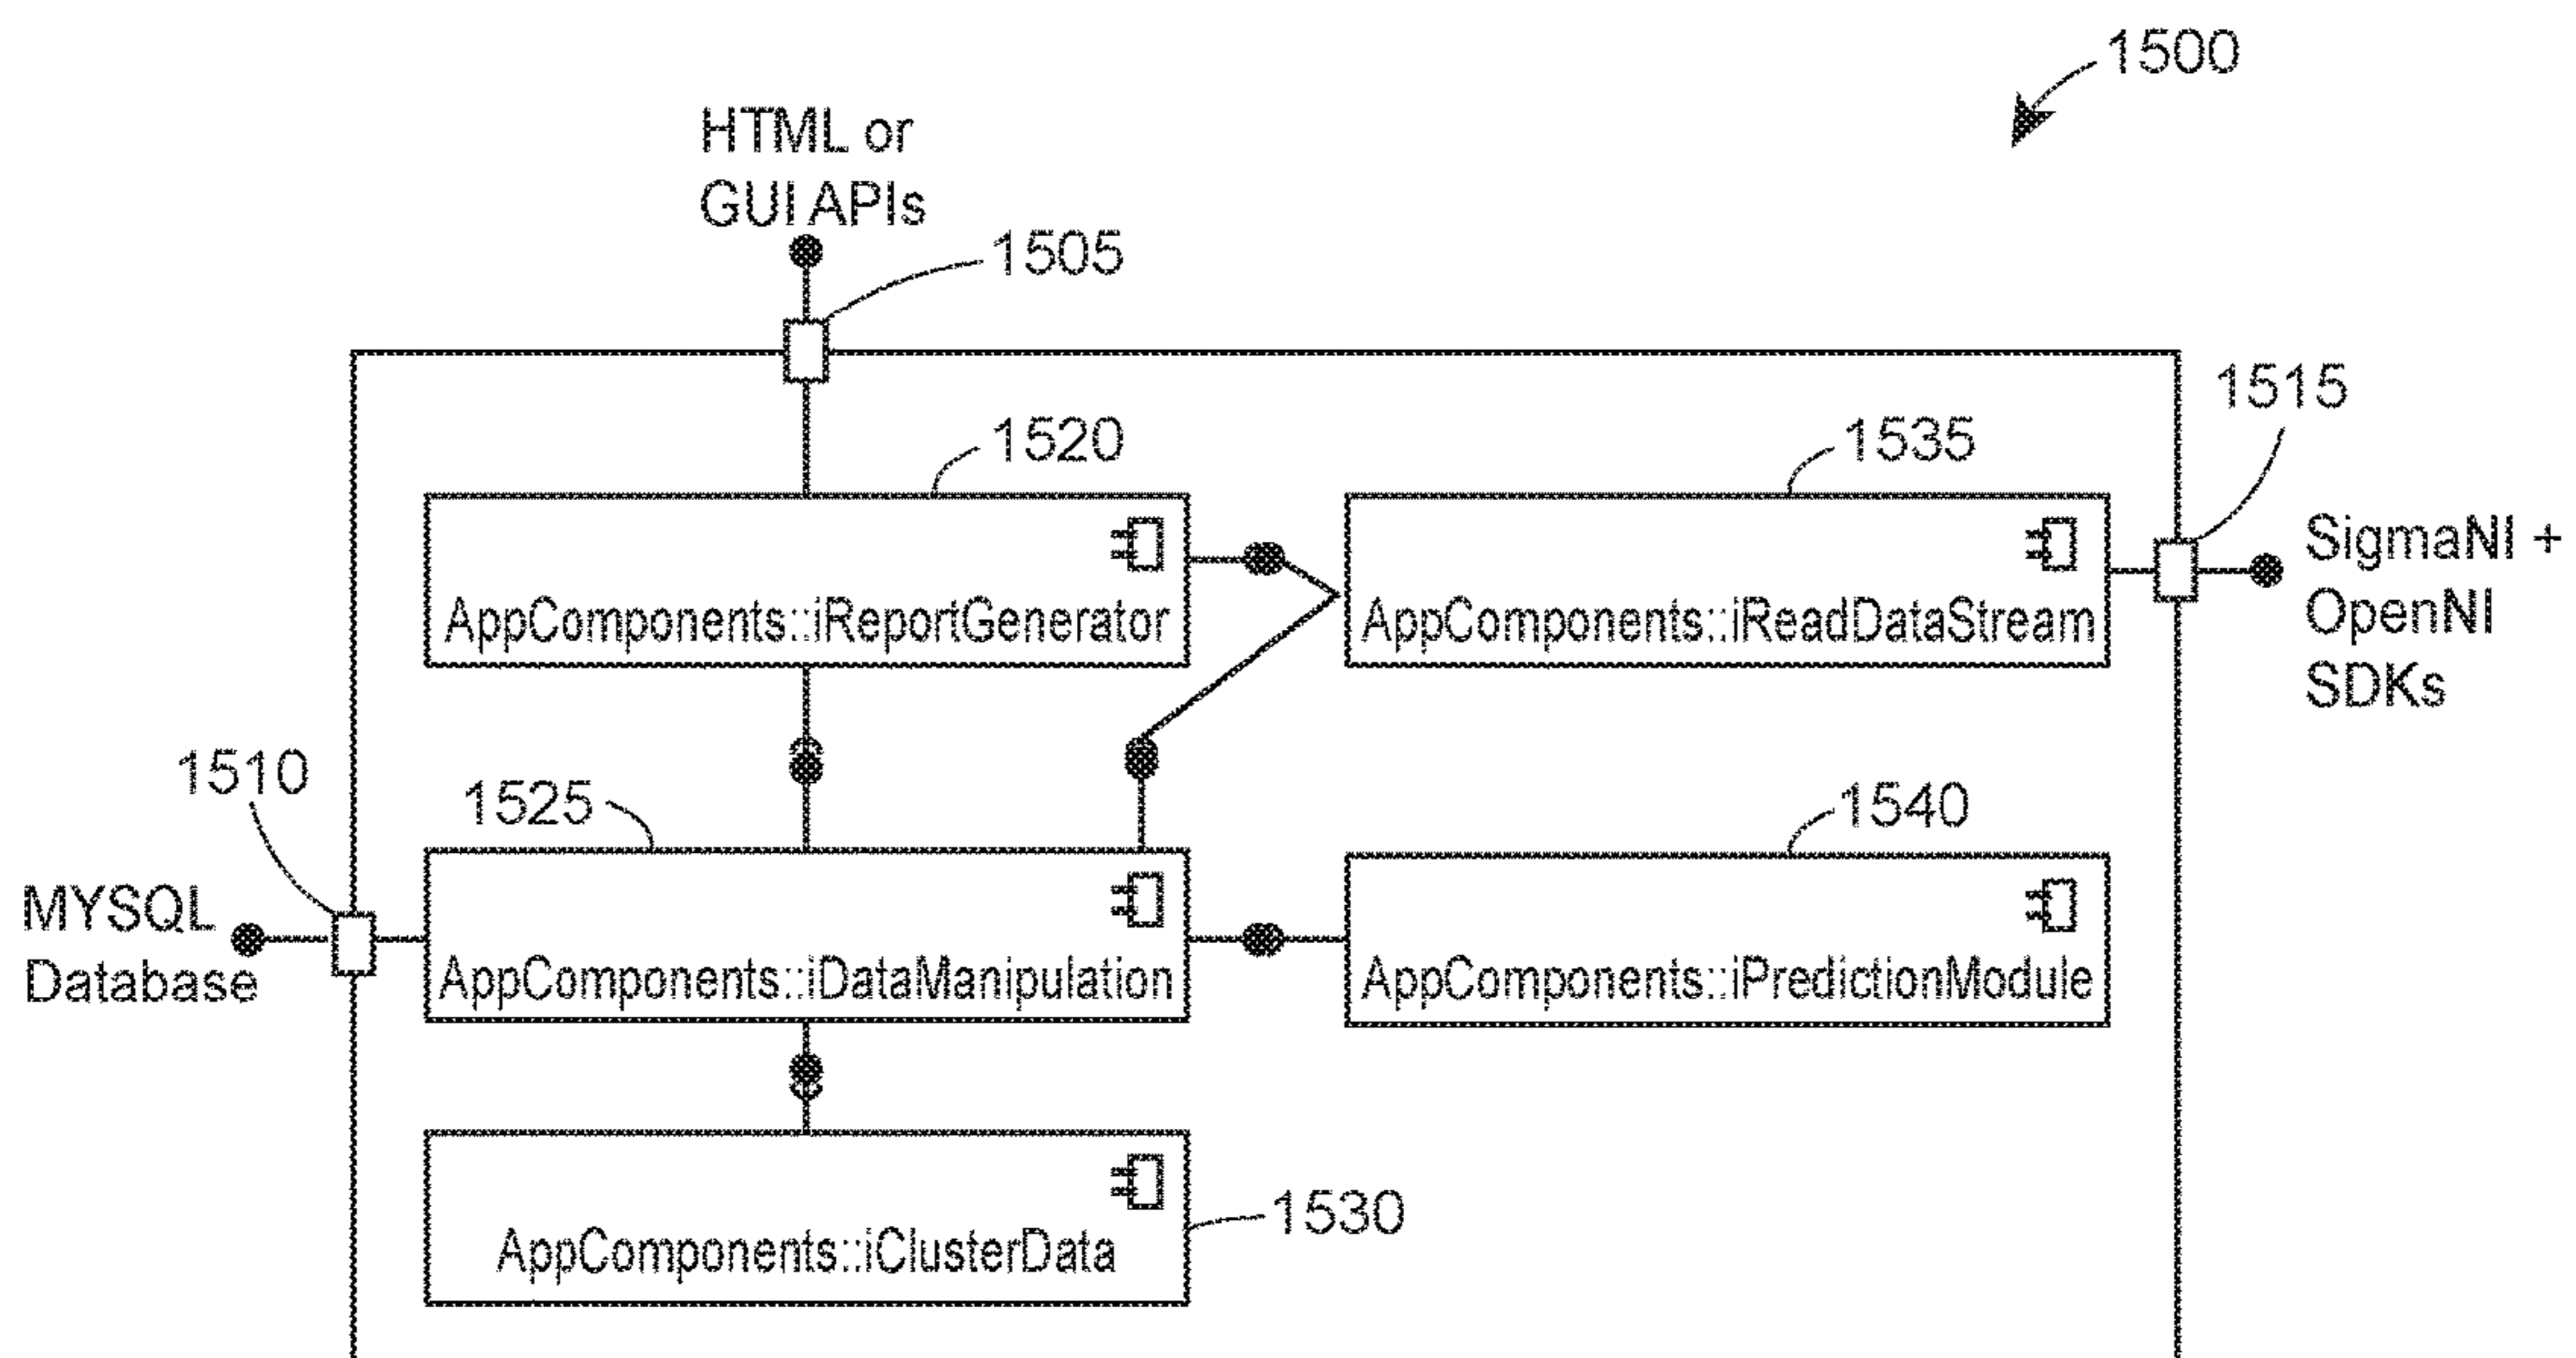 1500
HTML or
GUI APIs
1505
1515
1520
1535
SigmaNI +
OpenNI
SDKs
AppComponents::iReportGenerator
AppComponents::iReadDataStream
1510
1525
1540
MYSQL
Database
AppComponents::iDataManipulation
AppComponents::iPredictionModule
1530
AppComponents::iClusterData